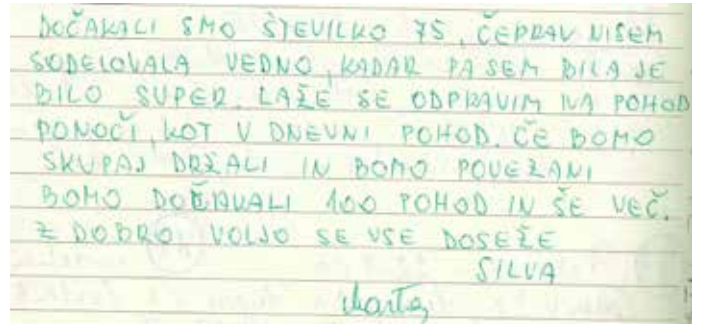 DOČAKALI SMO ŠTEVILKO 75, ČEPRAV NISEM
SODELOVALA VEDNO, KADAR PA SEM BILA JE
BILO SUPER. LAŽE SE ODPRAVIM NA POHOD
PONOČI, KOT V DNEVNI POHOD. ČE BOMO
SKUPAJ DRŽALI IN BOMO POVEZANI
BOMO DOČAKALI 100 POHOD IN ŠE VEČ.
Z DOBRO VOLJO SE VSE DOSEŽE
SILVA
Marta